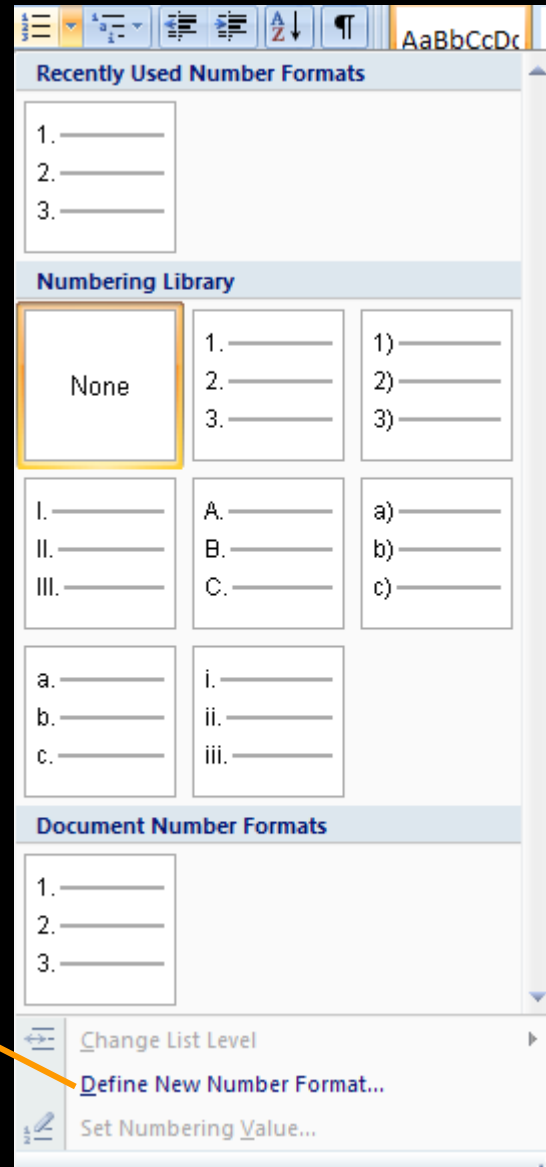 AaBbCcDc
Recently Used Number Formats
1.
2.
3.
Numbering Library
None
1.
2.
3.
1)
2)
3)
I.
II.
III.
A.
B.
C.
a)
b)
c)
a.
b.
c.
i.
ii.
iii.
Document Number Formats
1.
2.
3.
Change List Level
Define New Number Format...
Set Numbering Value...